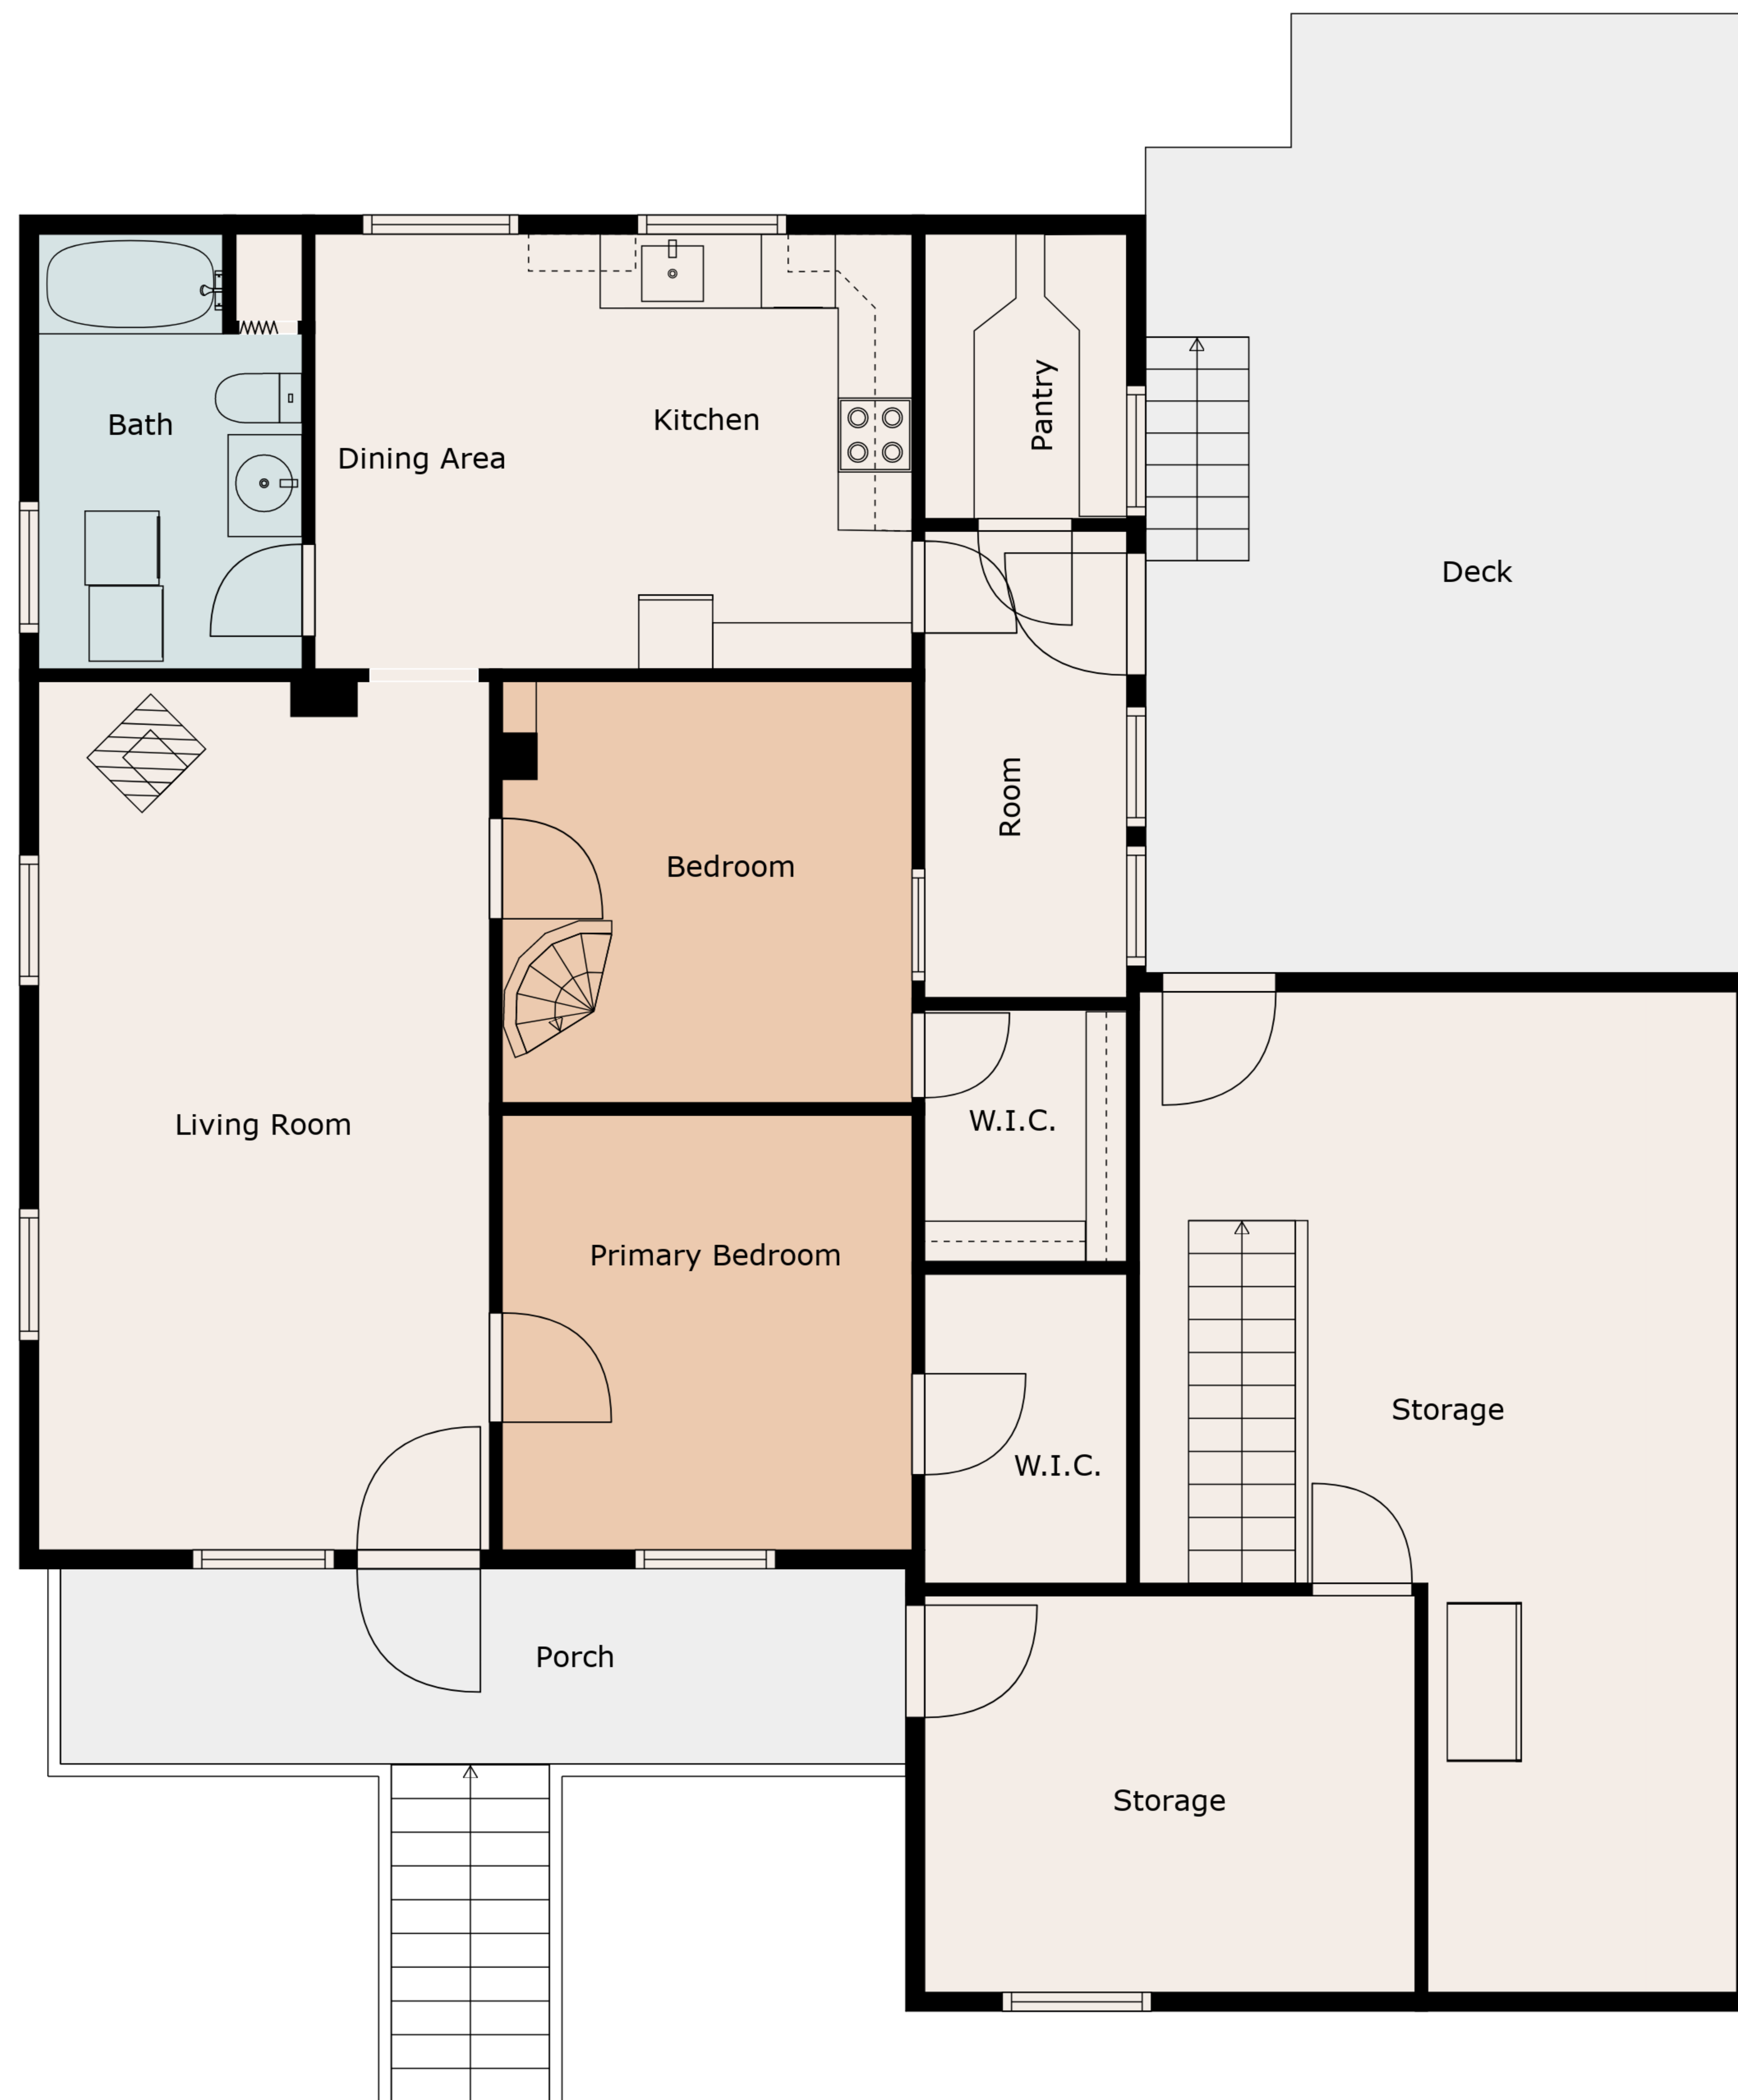 Bath
Dining Area
Kitchen
Pantry
Deck
Room
Bedroom
Living Room
W.I.C.
Primary Bedroom
W.I.C.
Storage
Porch
Storage